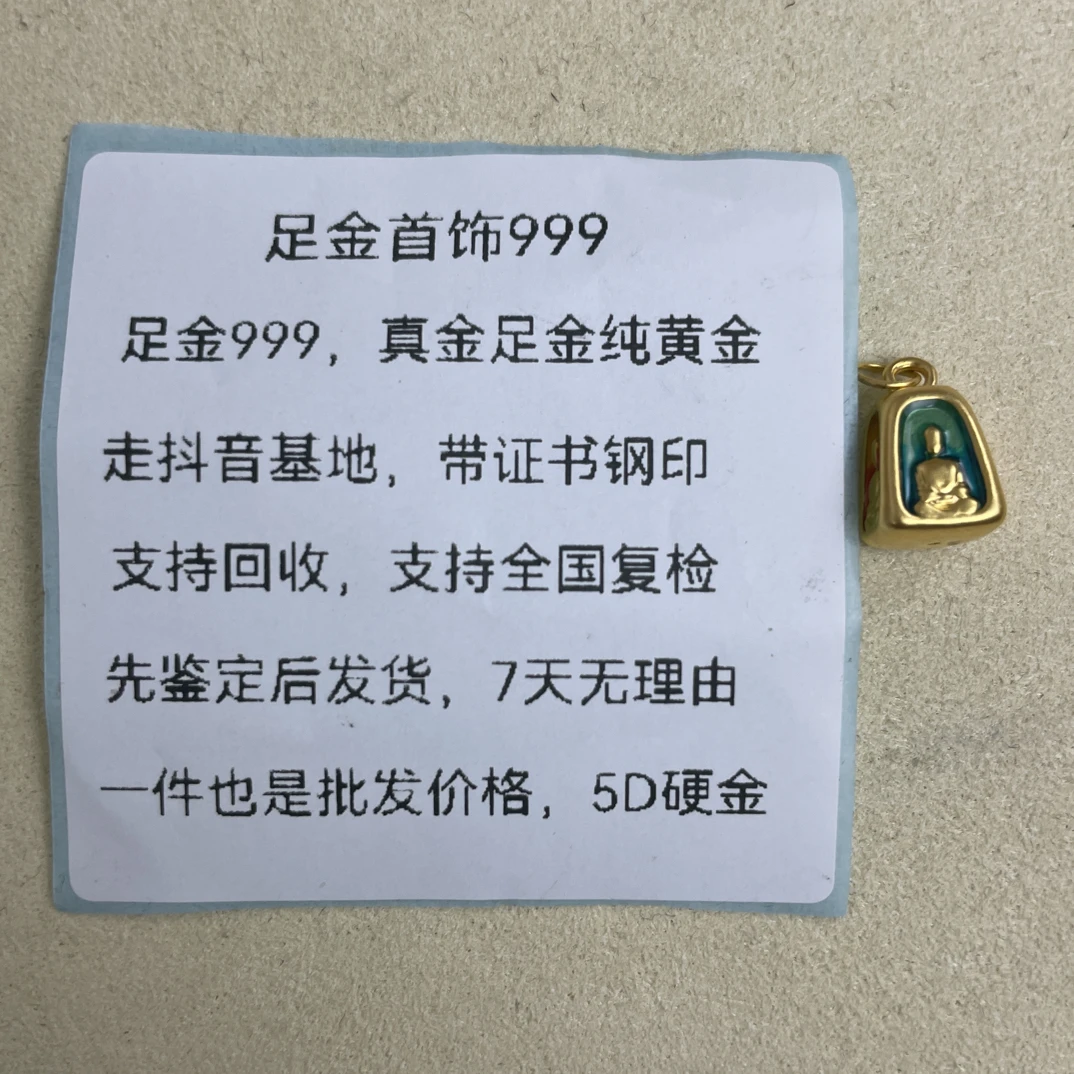 足金首饰999
足金999，真金足金纯黄金
走抖音基地，带证书钢印
支持回收，支持全国复检
先鉴定后发货，7天无理由
一件也是批发价格，5D硬金